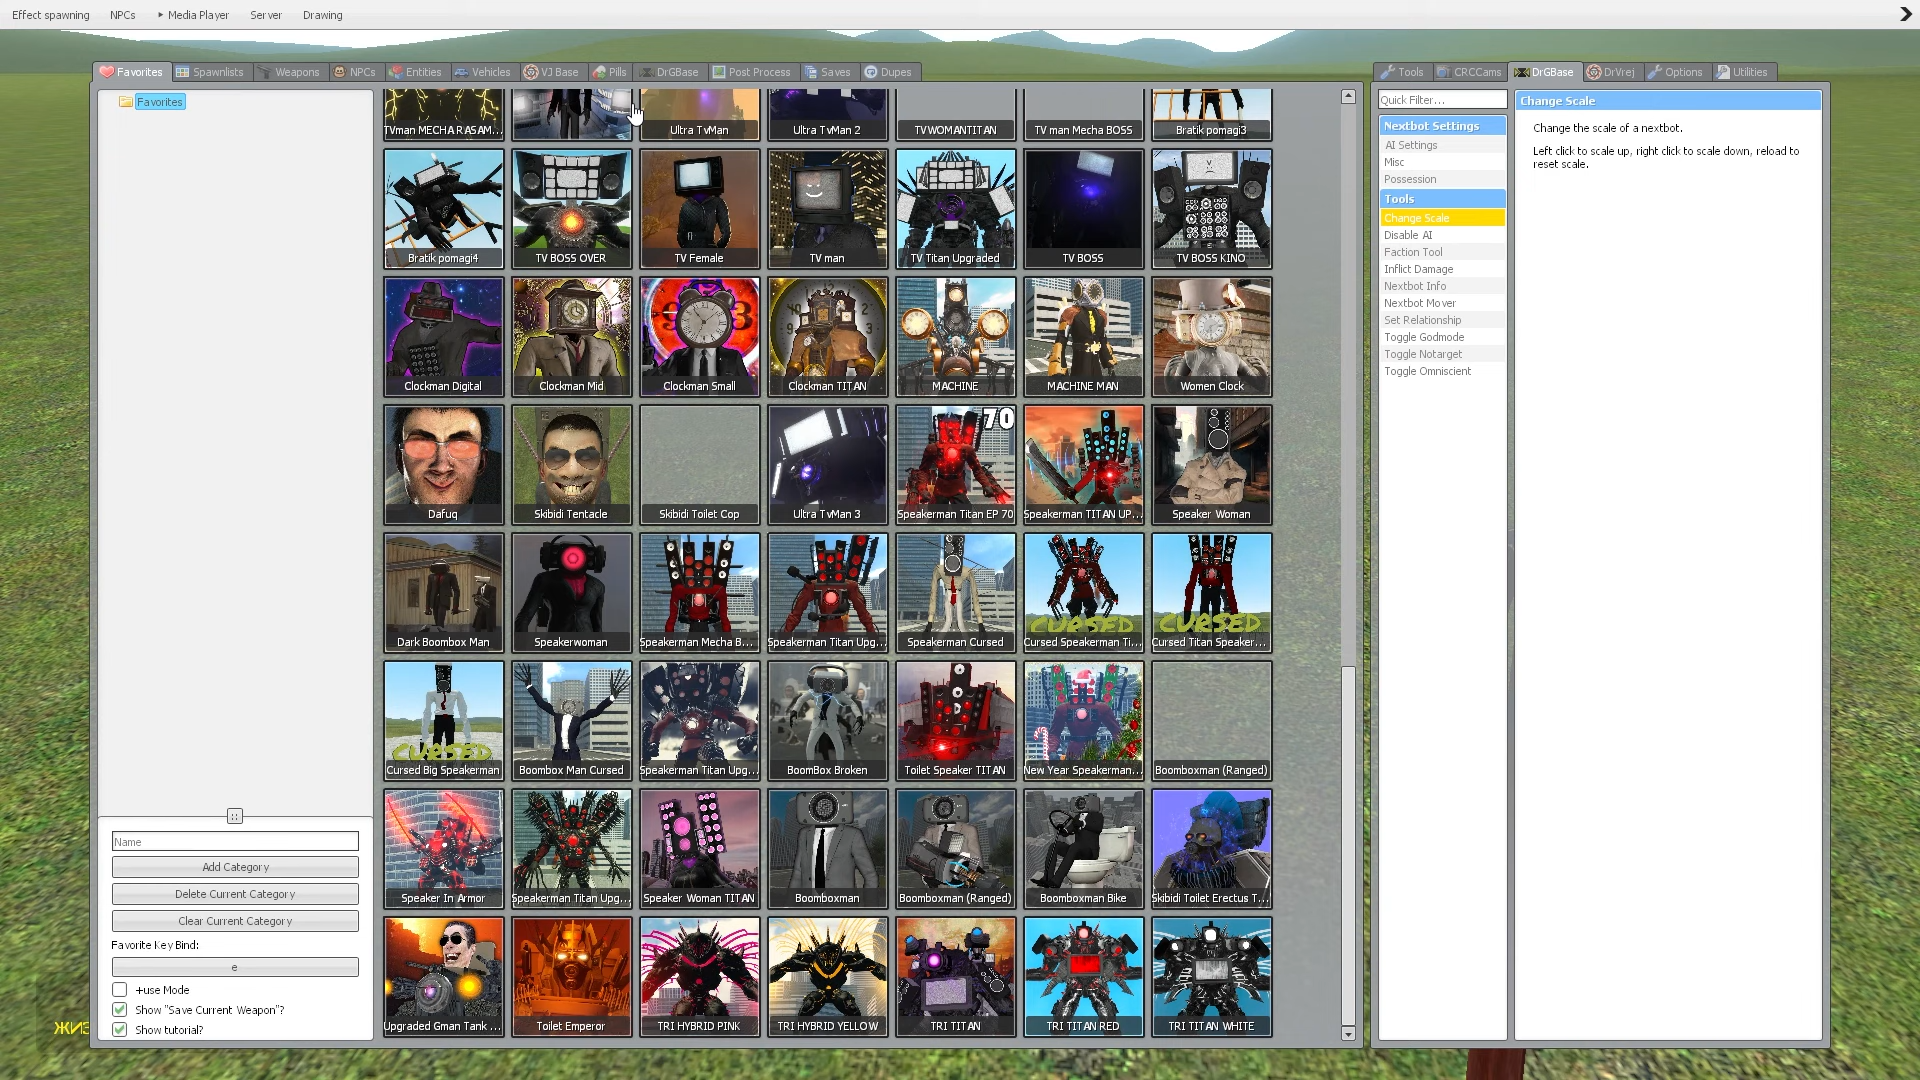 Effect spawning NPCs Media Player Server Drawing
Favorites Spawnlists Weapons NPCs Entities Vehicles VJ Base Pills DrGBase Post Process Saves Dupes
Tools CRCCams DrGBase DrVrej Options Utilities
Favorites
TVman MECHA RASAM... Ultra TvMan Ultra TvMan 2 TVWOMANTITAN TV man Mecha BOSS Bratik pomagi3
Bratik pomagi4 TV BOSS OVER TV Female TV man TV Titan Upgraded TV BOSS TV BOSS KINO
Clockman Digital Clockman Mid Clockman Small Clockman TITAN MACHINE MACHINE MAN Women Clock
70
Dafuq Skibidi Tentacle Skibidi Toilet Cop Ultra TvMan 3 Speakerman Titan EP 70 Speakerman TITAN UP... Speaker Woman
CURSED CURSED
Dark Boombox Man Speakerwoman Speakerman Mecha B... Speakerman Titan Upg... Speakerman Cursed Cursed Speakerman Ti... Cursed Titan Speaker...
CURSED
Cursed Big Speakerman Boombox Man Cursed Speakerman Titan Upg... BoomBox Broken Toilet Speaker TITAN New Year Speakerman... Boomboxman (Ranged)
Speaker In Armor Speakerman Titan Upg... Speaker Woman TITAN Boomboxman Boomboxman (Ranged) Boomboxman Bike Skibidi Toilet Erectus T...
Upgraded Gman Tank ... Toilet Emperor TRI HYBRID PINK TRI HYBRID YELLOW TRI TITAN TRI TITAN RED TRI TITAN WHITE
Name
Add Category
Delete Current Category
Clear Current Category
Favorite Key Bind:
e
+use Mode
Show "Save Current Weapon"?
Show tutorial?
ЖИЗ
Quick Filter...
Nextbot Settings
AI Settings
Misc
Possession
Tools
Change Scale
Disable AI
Faction Tool
Inflict Damage
Nextbot Info
Nextbot Mover
Set Relationship
Toggle Godmode
Toggle Notarget
Toggle Omniscient
Change Scale
Change the scale of a nextbot.
Left click to scale up, right click to scale down, reload to
reset scale.